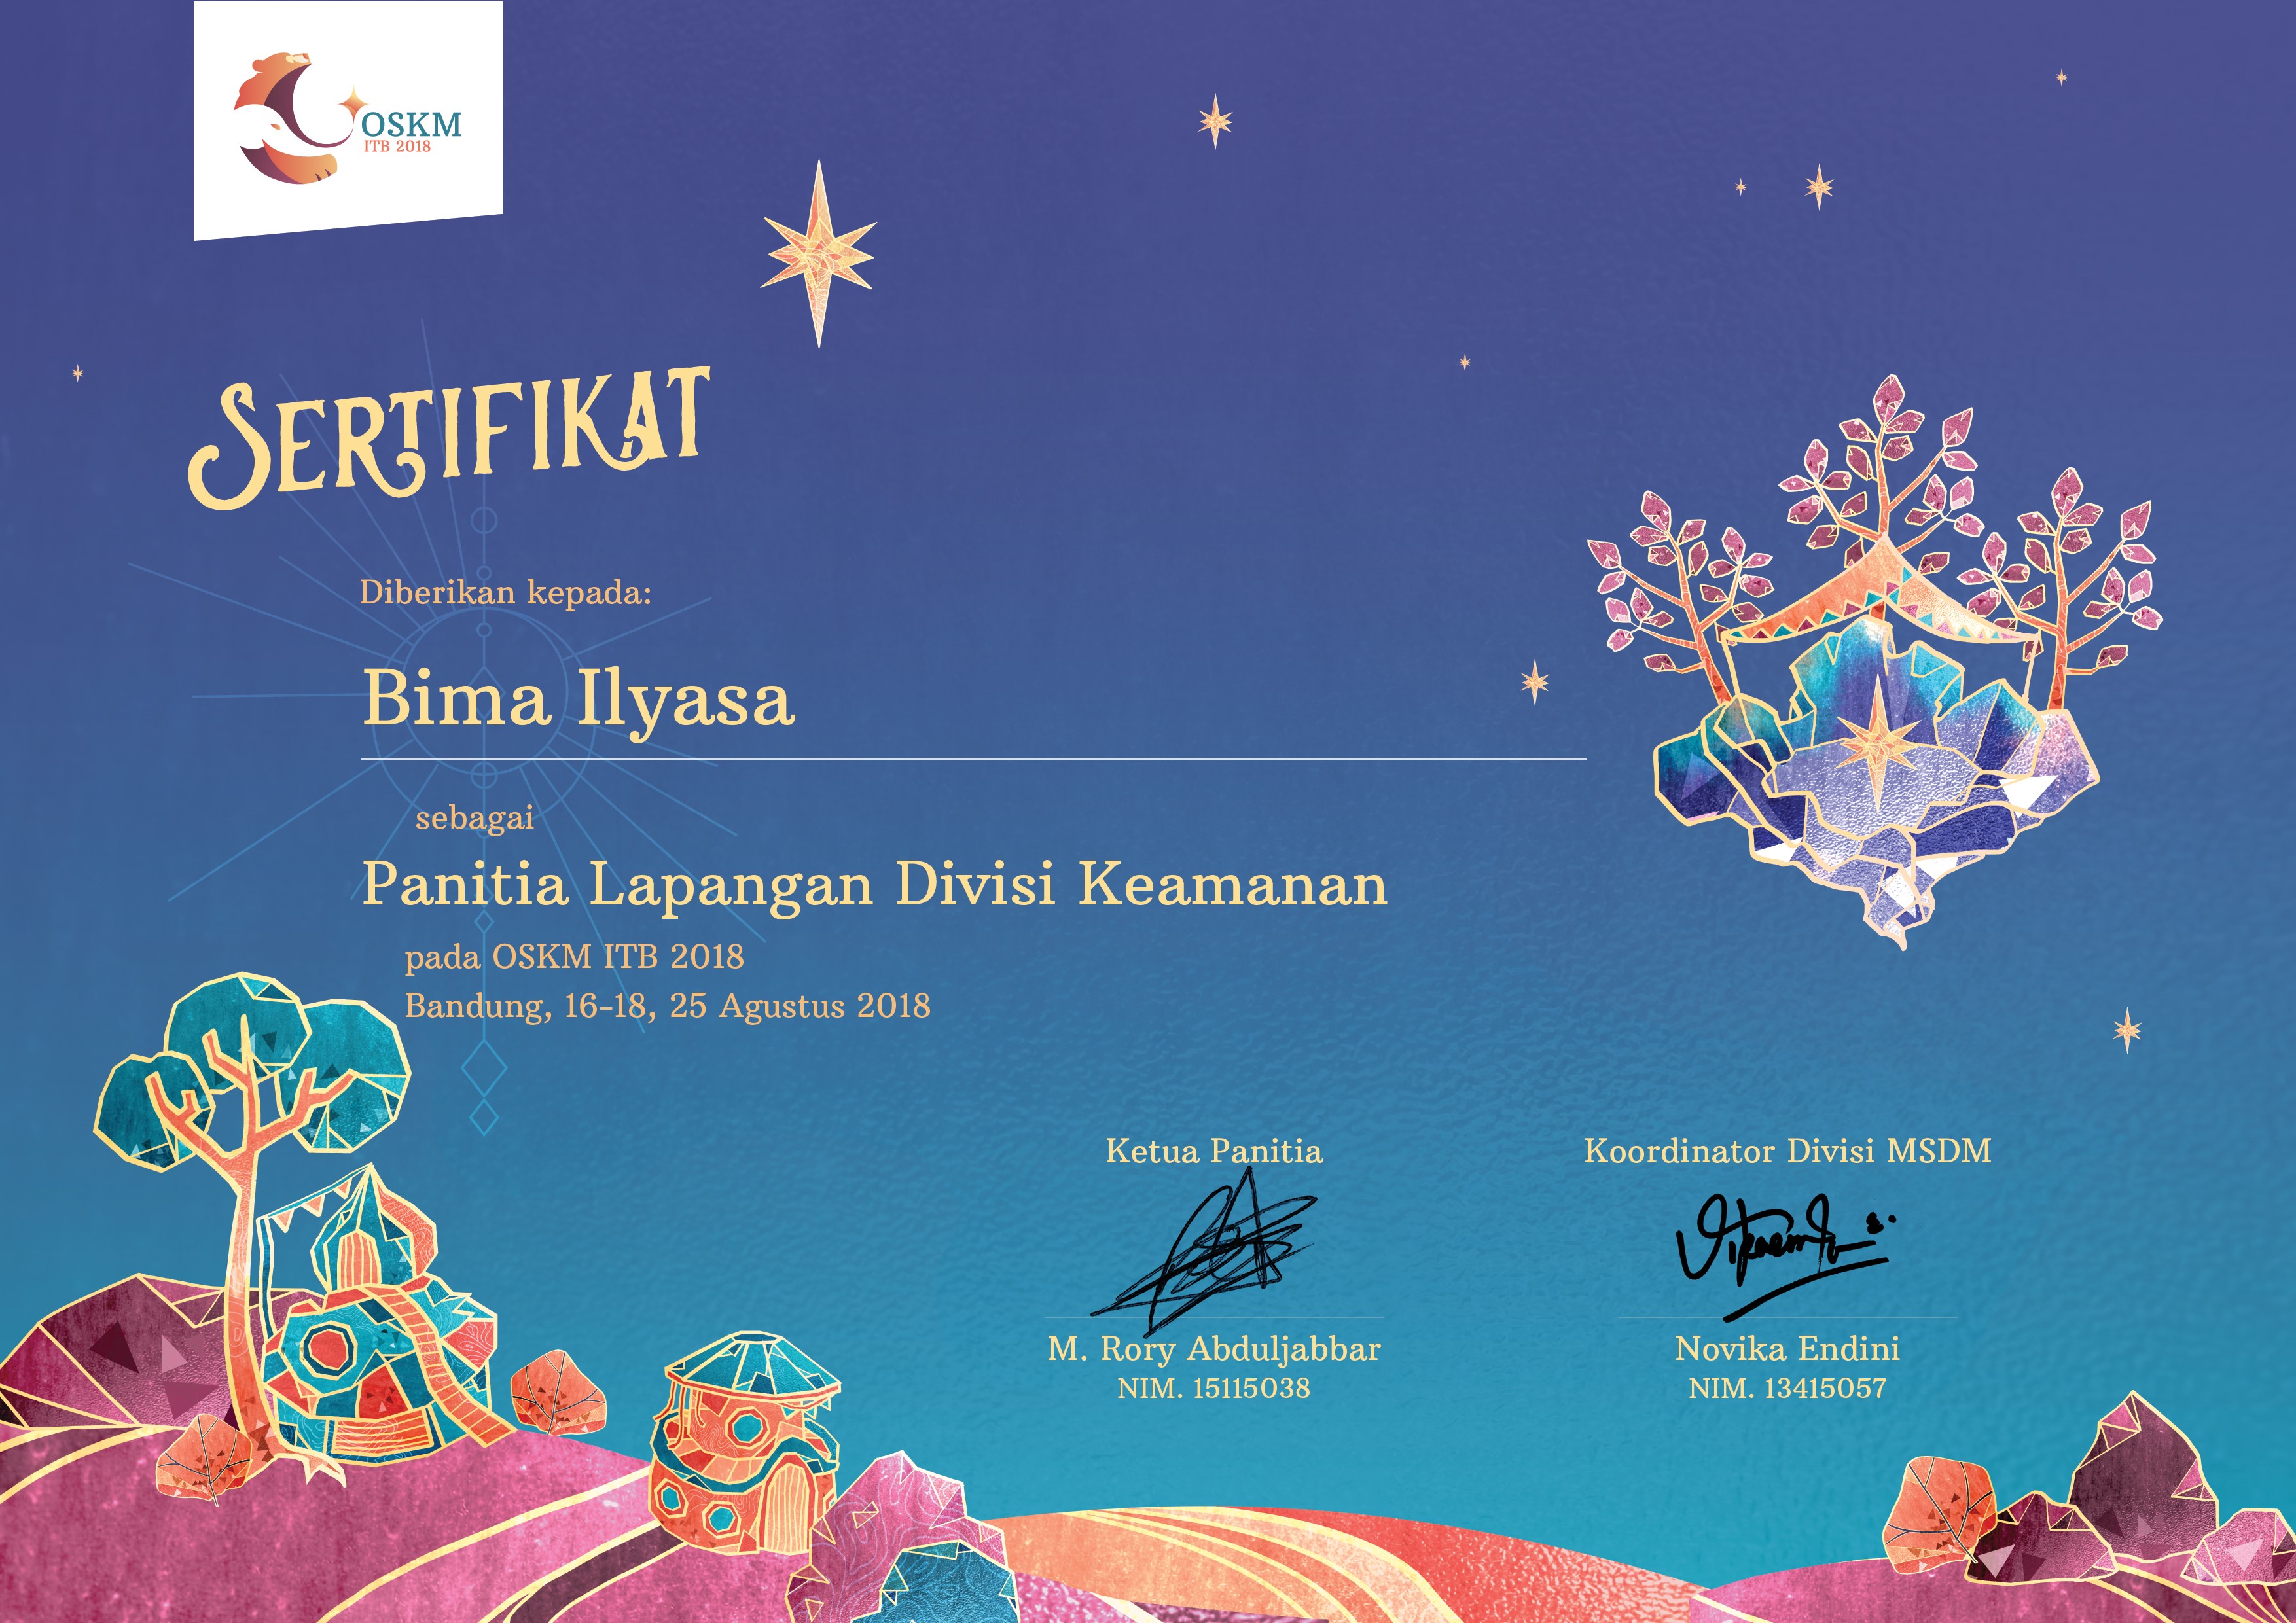 OSKM
ITB 2018
SERTIFIKAT
Diberikan kepada:
Bima Ilyasa
sebagai
Panitia Lapangan Divisi Keamanan
pada OSKM ITB 2018
Bandung, 16-18, 25 Agustus 2018
Ketua Panitia
M. Rory Abduljabbar
NIM. 15115038
Koordinator Divisi MSDM
Novika Endini
NIM. 13415057